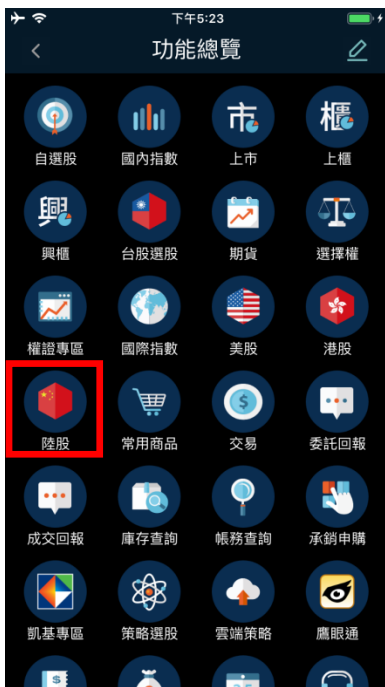 下午5:23
功能總覽
市
櫃
自選股
國內指數
上市
上櫃
興
興櫃
台股選股
期貨
選擇權
權證專區
國際指數
美股
港股
陸股
常用商品
交易
委託回報
成交回報
庫存查詢
帳務查詢
承銷申購
凱基專區
策略選股
雲端策略
鷹眼通